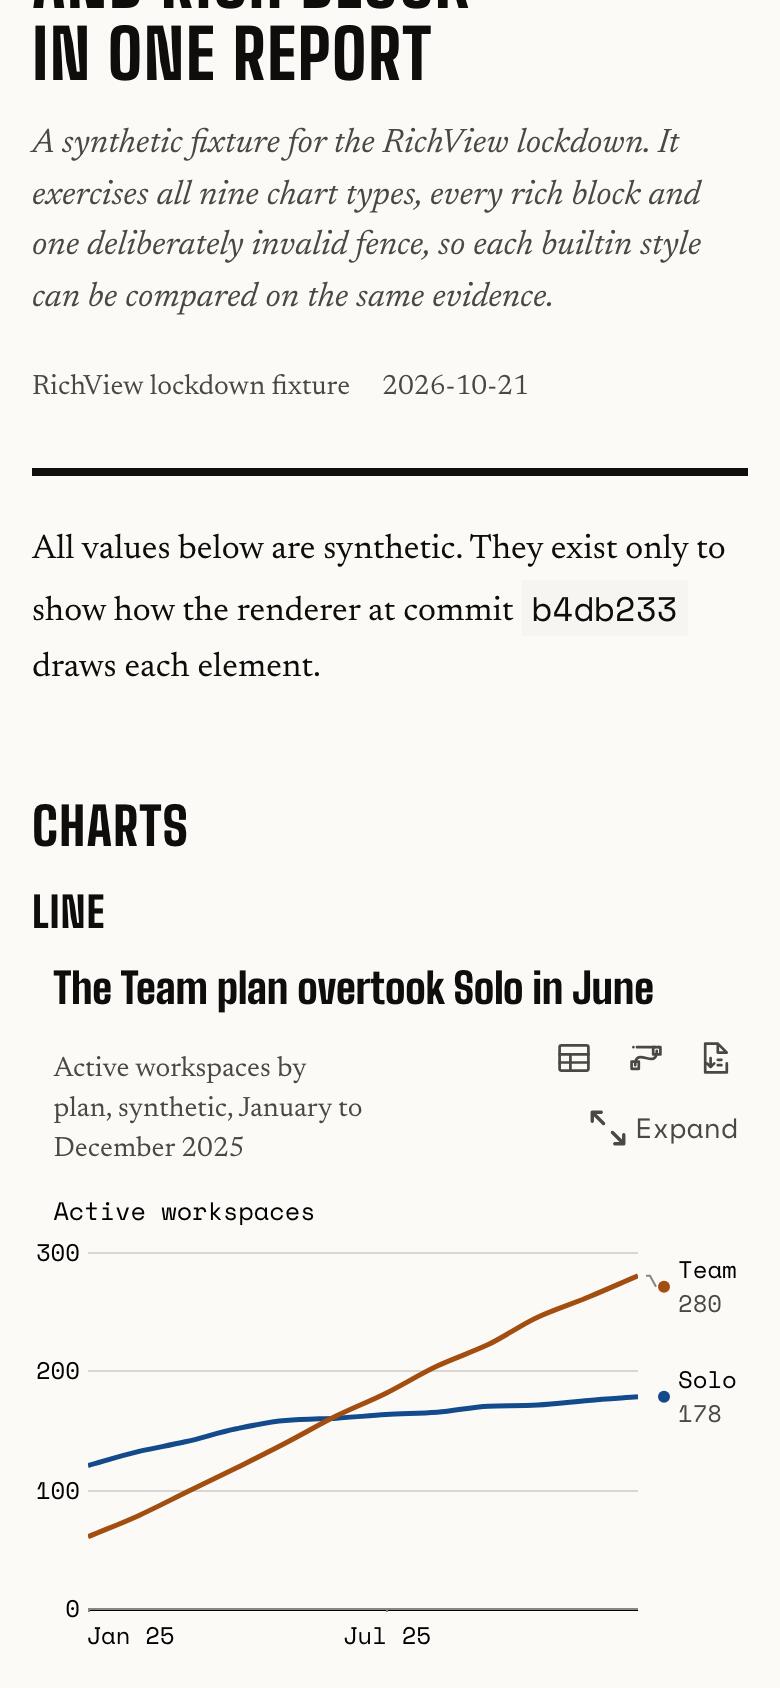 AND RICH BLOCK
IN ONE REPORT
A synthetic fixture for the RichView lockdown. It
exercises all nine chart types, every rich block and
one deliberately invalid fence, so each builtin style
can be compared on the same evidence.
RichView lockdown fixture 2026-10-21
All values below are synthetic. They exist only to
show how the renderer at commit b4db233
draws each element.
CHARTS
LINE
The Team plan overtook Solo in June
Active workspaces by
plan, synthetic, January to
December 2025
Expand
Active workspaces
300
Team
280
200
Solo
178
100
0
Jan 25 Jul 25